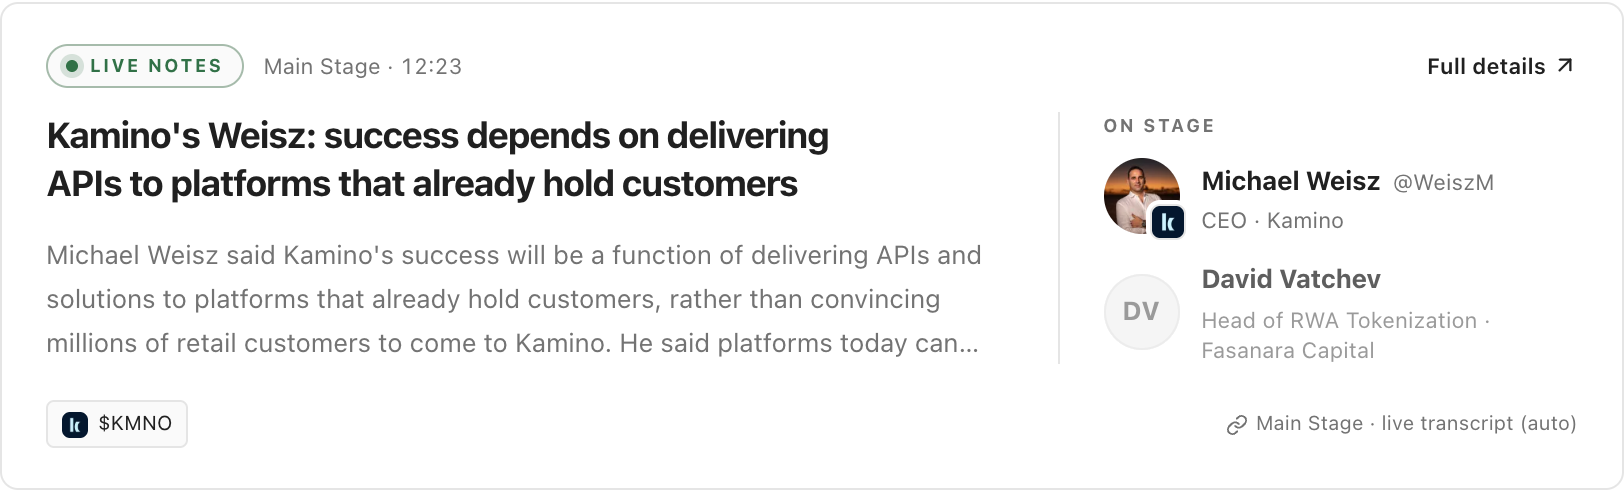 LIVE NOTES
Main Stage · 12:23
Full details ↗
Kamino's Weisz: success depends on delivering
APIs to platforms that already hold customers
Michael Weisz said Kamino's success will be a function of delivering APIs and
solutions to platforms that already hold customers, rather than convincing
millions of retail customers to come to Kamino. He said platforms today can...
$KMNO
ON STAGE
Michael Weisz @WeiszM
CEO · Kamino
DV
David Vatchev
Head of RWA Tokenization ·
Fasanara Capital
Main Stage · live transcript (auto)